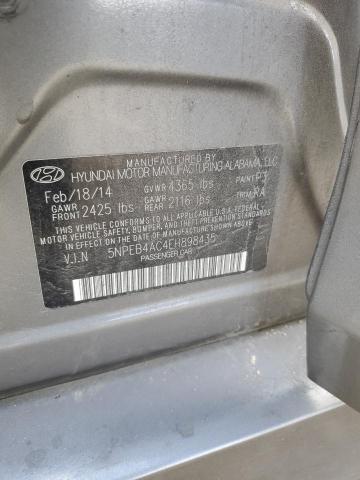 MANUFACTURED BY
HYUNDAI MOTOR MANUFACTURING ALABAMA, LLC
Feb/18/14 GVWR 4365 lbs PAINT P3
GAWR FRONT 2425 lbs GAWR REAR 2116 lbs TRIM RA
THIS VEHICLE CONFORMS TO ALL APPLICABLE U.S. FEDERAL
MOTOR VEHICLE SAFETY, BUMPER, AND THEFT PREVENTION
STANDARDS IN EFFECT ON THE DATE OF MANUFACTURE SHOWN ABOVE.
V.I.N 5NPEB4AC4EH898435
PASSENGER CAR